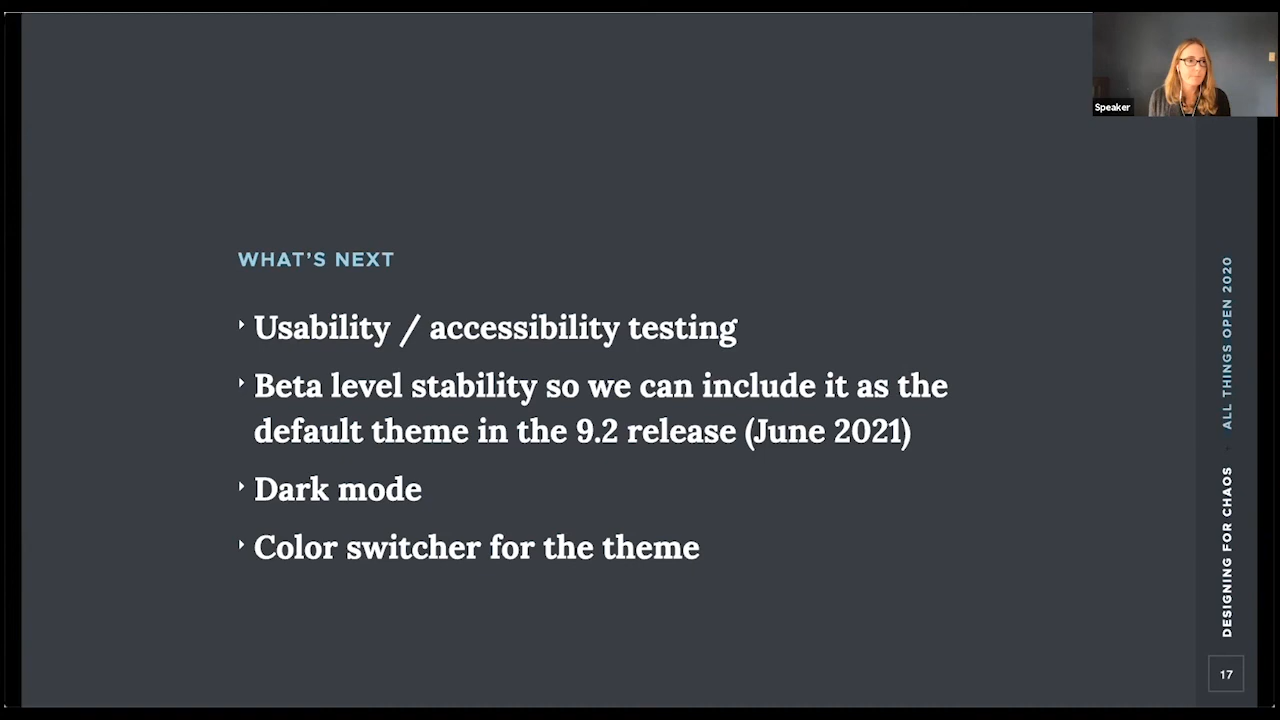 Speaker
WHAT'S NEXT
Usability / accessibility testing
Beta level stability so we can include it as the
default theme in the 9.2 release (June 2021)
Dark mode
Color switcher for the theme
DESIGNING FOR CHAOS • ALL THINGS OPEN 2020
17